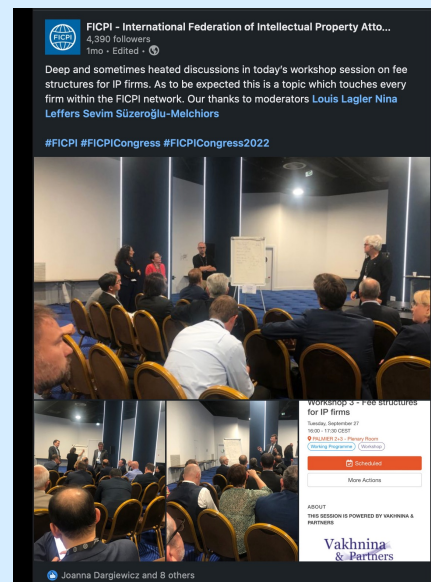 FICPI - International Federation of Intellectual Property Atto...
4,390 followers
1mo • Edited •
Deep and sometimes heated discussions in today's workshop session on fee
structures for IP firms. As to be expected this is a topic which touches every
firm within the FICPI network. Our thanks to moderators Louis Lagler Nina
Leffers Sevim Süzeroğlu-Melchiors
#FICPI #FICPICongress #FICPICongress2022
Workshop 3 - Fee structures
for IP firms
Tuesday, September 27
16:00 - 17:30 CEST
PALMIER 2+3 - Plenary Room
Working Programme
Workshop
Scheduled
More Actions
ABOUT
THIS SESSION IS POWERED BY VAKHNINA &
PARTNERS
Vakhnina
& Partners
Joanna Dargiewicz and 8 others